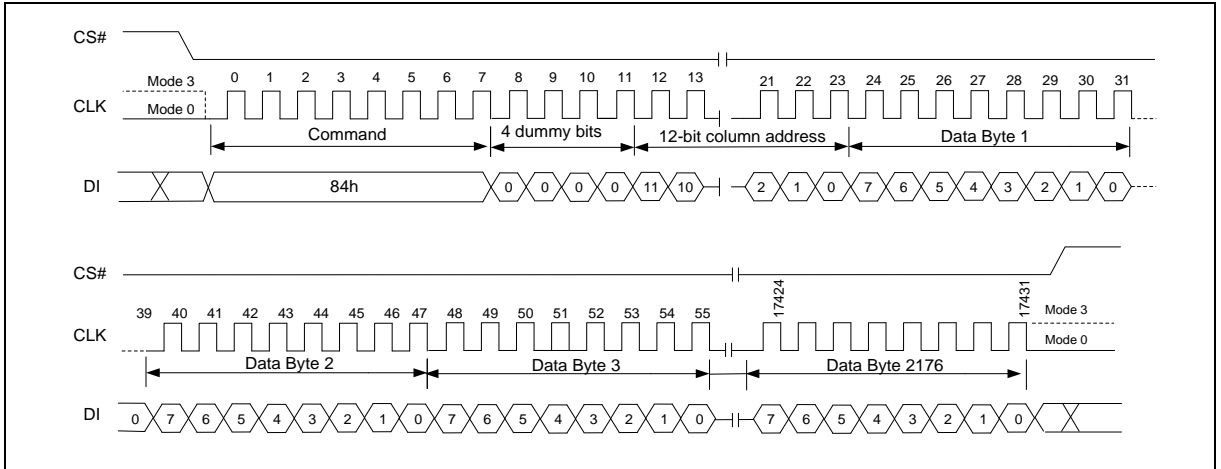 CS#
Mode 3
0 1 2 3 4 5 6 7 8 9 10 11 12 13 21 22 23 24 25 26 27 28 29 30 31
CLK
Mode 0
Command
4 dummy bits
12-bit column address
Data Byte 1
DI
84h
0 0 0 0 11 10 2 1 0 7 6 5 4 3 2 1 0
CS#
39 40 41 42 43 44 45 46 47 48 49 50 51 52 53 54 55 17424 17431
Mode 3
CLK
Mode 0
Data Byte 2
Data Byte 3
Data Byte 2176
DI
0 7 6 5 4 3 2 1 0 7 6 5 4 3 2 1 0 7 6 5 4 3 2 1 0